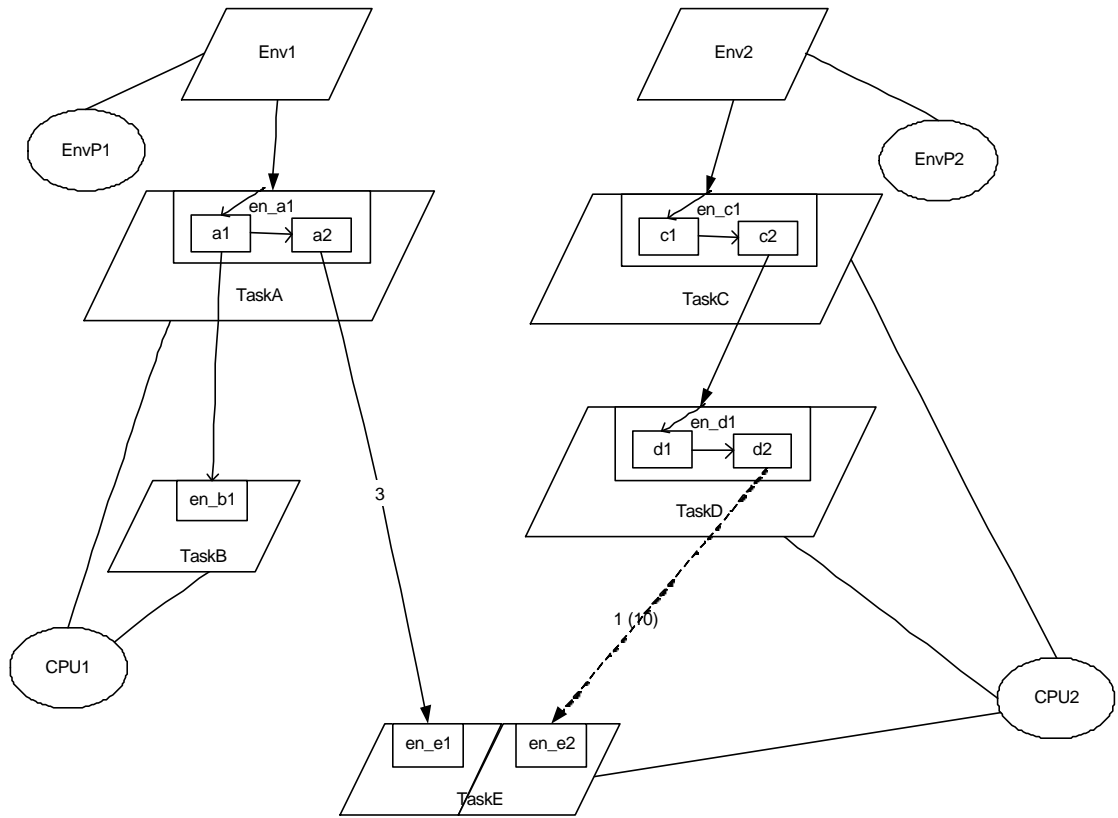 Env1
Env2
EnvP1
EnvP2
en_a1
a1
a2
TaskA
en_c1
c1
c2
TaskC
en_d1
d1
d2
TaskD
3
en_b1
TaskB
1 (10)
CPU1
CPU2
en_e1
en_e2
TaskE